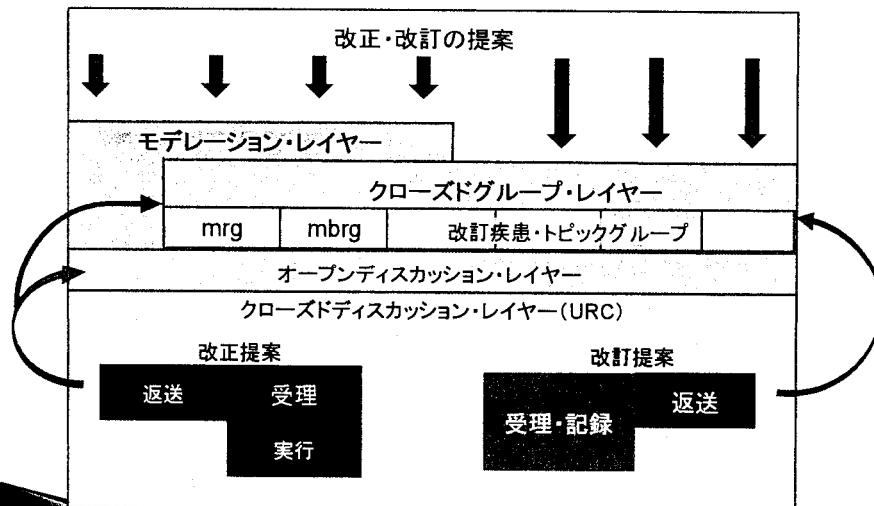 改正・改訂の提案
モデレーション・レイヤー
クローズドグループ・レイヤー
mrg mbrg 改訂疾患・トピックグループ
オープンディスカッション・レイヤー
クローズドディスカッション・レイヤー(URC)
改正提案 改訂提案
返送 受理 受理・記録 返送
実行